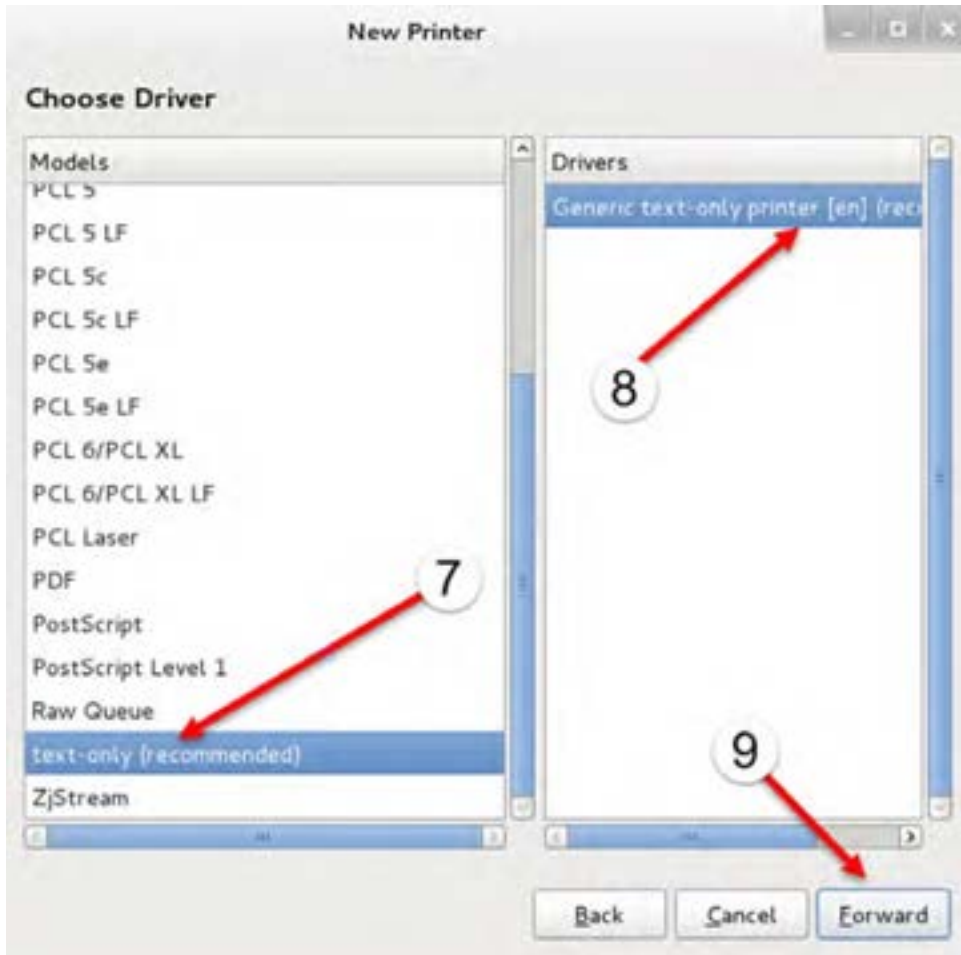 New Printer
Choose Driver
Models
PCL 5
PCL 5 LF
PCL 5c
PCL 5c LF
PCL 5e
PCL 5e LF
PCL 6/PCL XL
PCL 6/PCL XL LF
PCL Laser
PDF
PostScript
PostScript Level 1
Raw Queue
text-only (recommended)
ZjStream
7
Drivers
Generic text-only printer [en] (rec
8
9
Back
Cancel
Forward